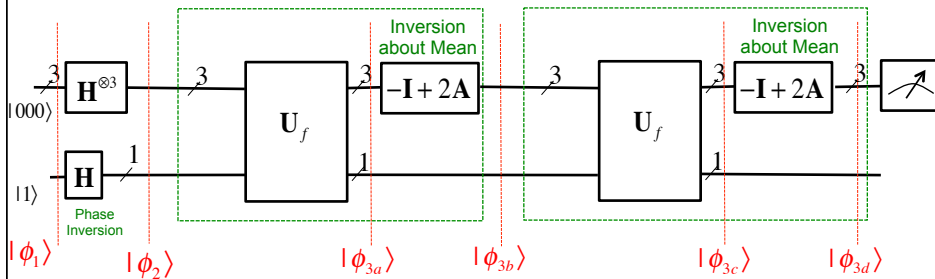 Inversion about Mean
Inversion about Mean
3 H⊗3 3 U_f 3 −I + 2A 3 U_f 3 −I + 2A 3
|000⟩
|1⟩ H 1 1 1
Phase Inversion
|ϕ1⟩ |ϕ2⟩ |ϕ3a⟩ |ϕ3b⟩ |ϕ3c⟩ |ϕ3d⟩